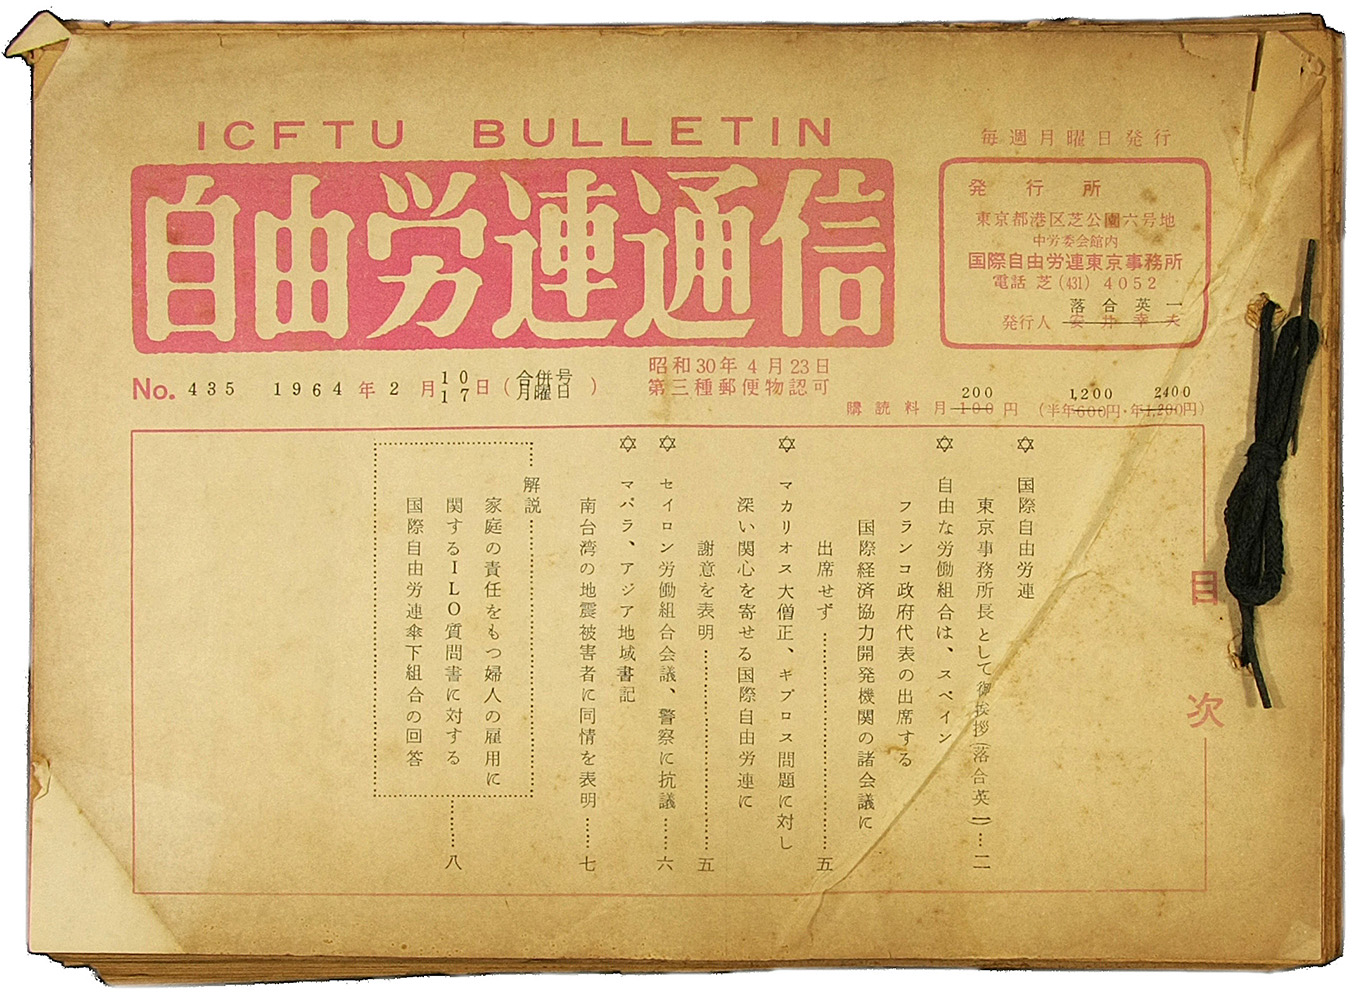 ICFTU BULLETIN
自由労連通信
毎週月曜日発行
発行所
東京都港区芝公園六号地
中労委会館内
国際自由労連東京事務所
電話 芝(431) 4052
落合英一
発行人 安井幸夫
No. 435 1964年2月10日(合併号)
17 月曜日
昭和30年4月23日
第三種郵便物認可
200 1,200 2400
購読料 月100円 (半年600円・年1,200円)
目次
✡ 国際自由労連
東京事務所長として御挨拶(落合英一)…二
✡ 自由な労働組合は、スペイン
フランコ政府代表の出席する
国際経済協力開発機関の諸会議に
出席せず……………五
✡ マカリオス大僧正、キプロス問題に対し
深い関心を寄せる国際自由労連に
謝意を表明……………五
✡ セイロン労働組合会議、警察に抗議……六
✡ マパラ、アジア地域書記
南台湾の地震被害者に同情を表明……七
解説
家庭の責任をもつ婦人の雇用に
関するILO質問書に対する
国際自由労連傘下組合の回答
……八